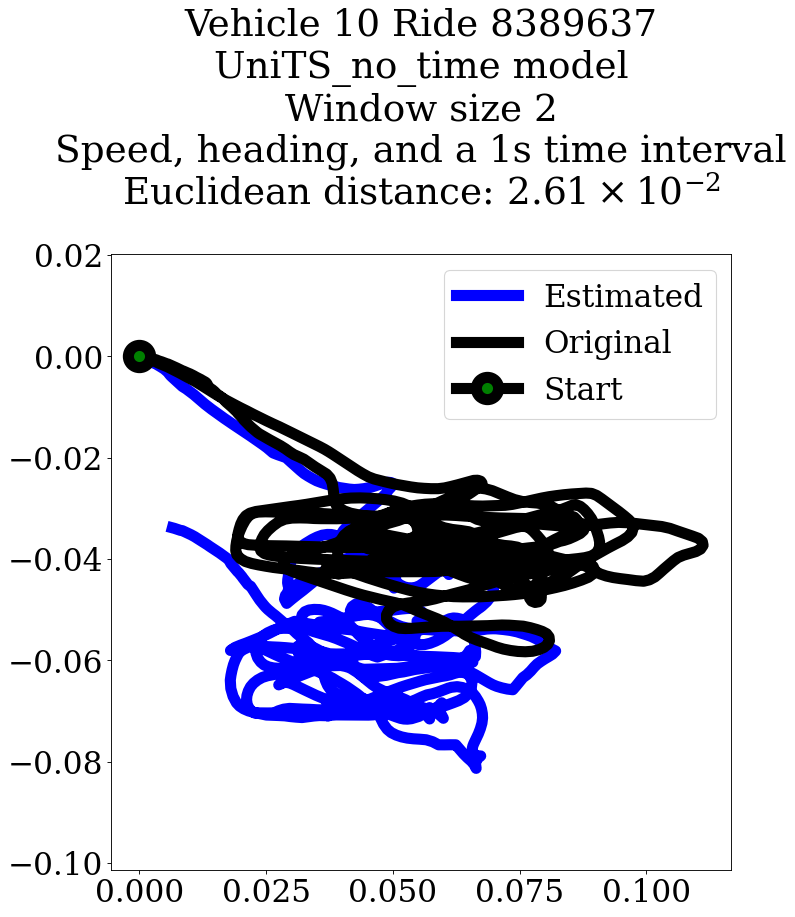 Vehicle 10 Ride 8389637
UniTS_no_time model
Window size 2
Speed, heading, and a 1s time interval
Euclidean distance: 2.61 × 10⁻²
0.02
Estimated
Original
Start
0.00
−0.02
−0.04
−0.06
−0.08
−0.10
0.000 0.025 0.050 0.075 0.100